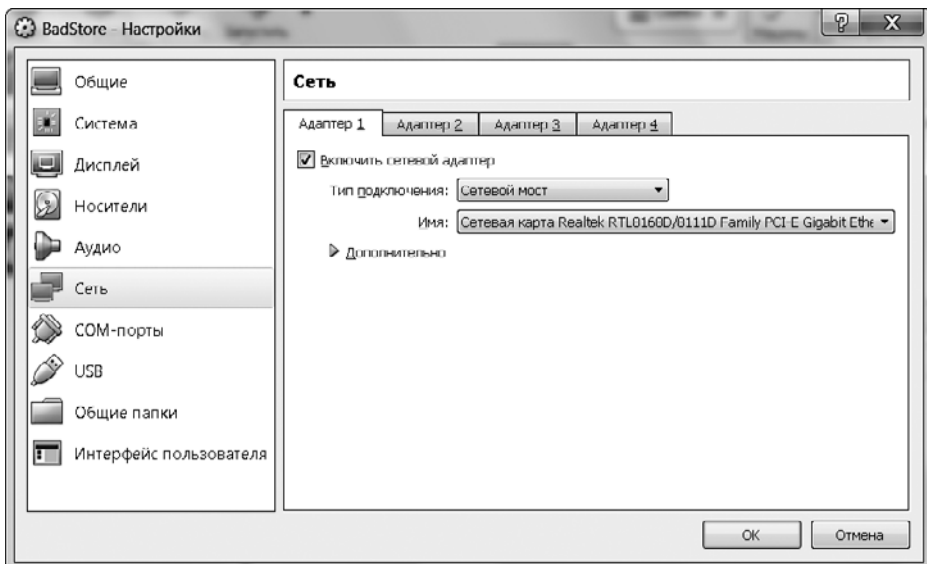 BadStore - Настройки
Общие
Система
Дисплей
Носители
Аудио
Сеть
COM-порты
USB
Общие папки
Интерфейс пользователя
Сеть
Адаптер 1
Адаптер 2
Адаптер 3
Адаптер 4
Включить сетевой адаптер
Тип подключения: Сетевой мост
Имя: Сетевая карта Realtek RTL0160D/0111D Family PCI-E Gigabit Ethe
Дополнительно
OK
Отмена